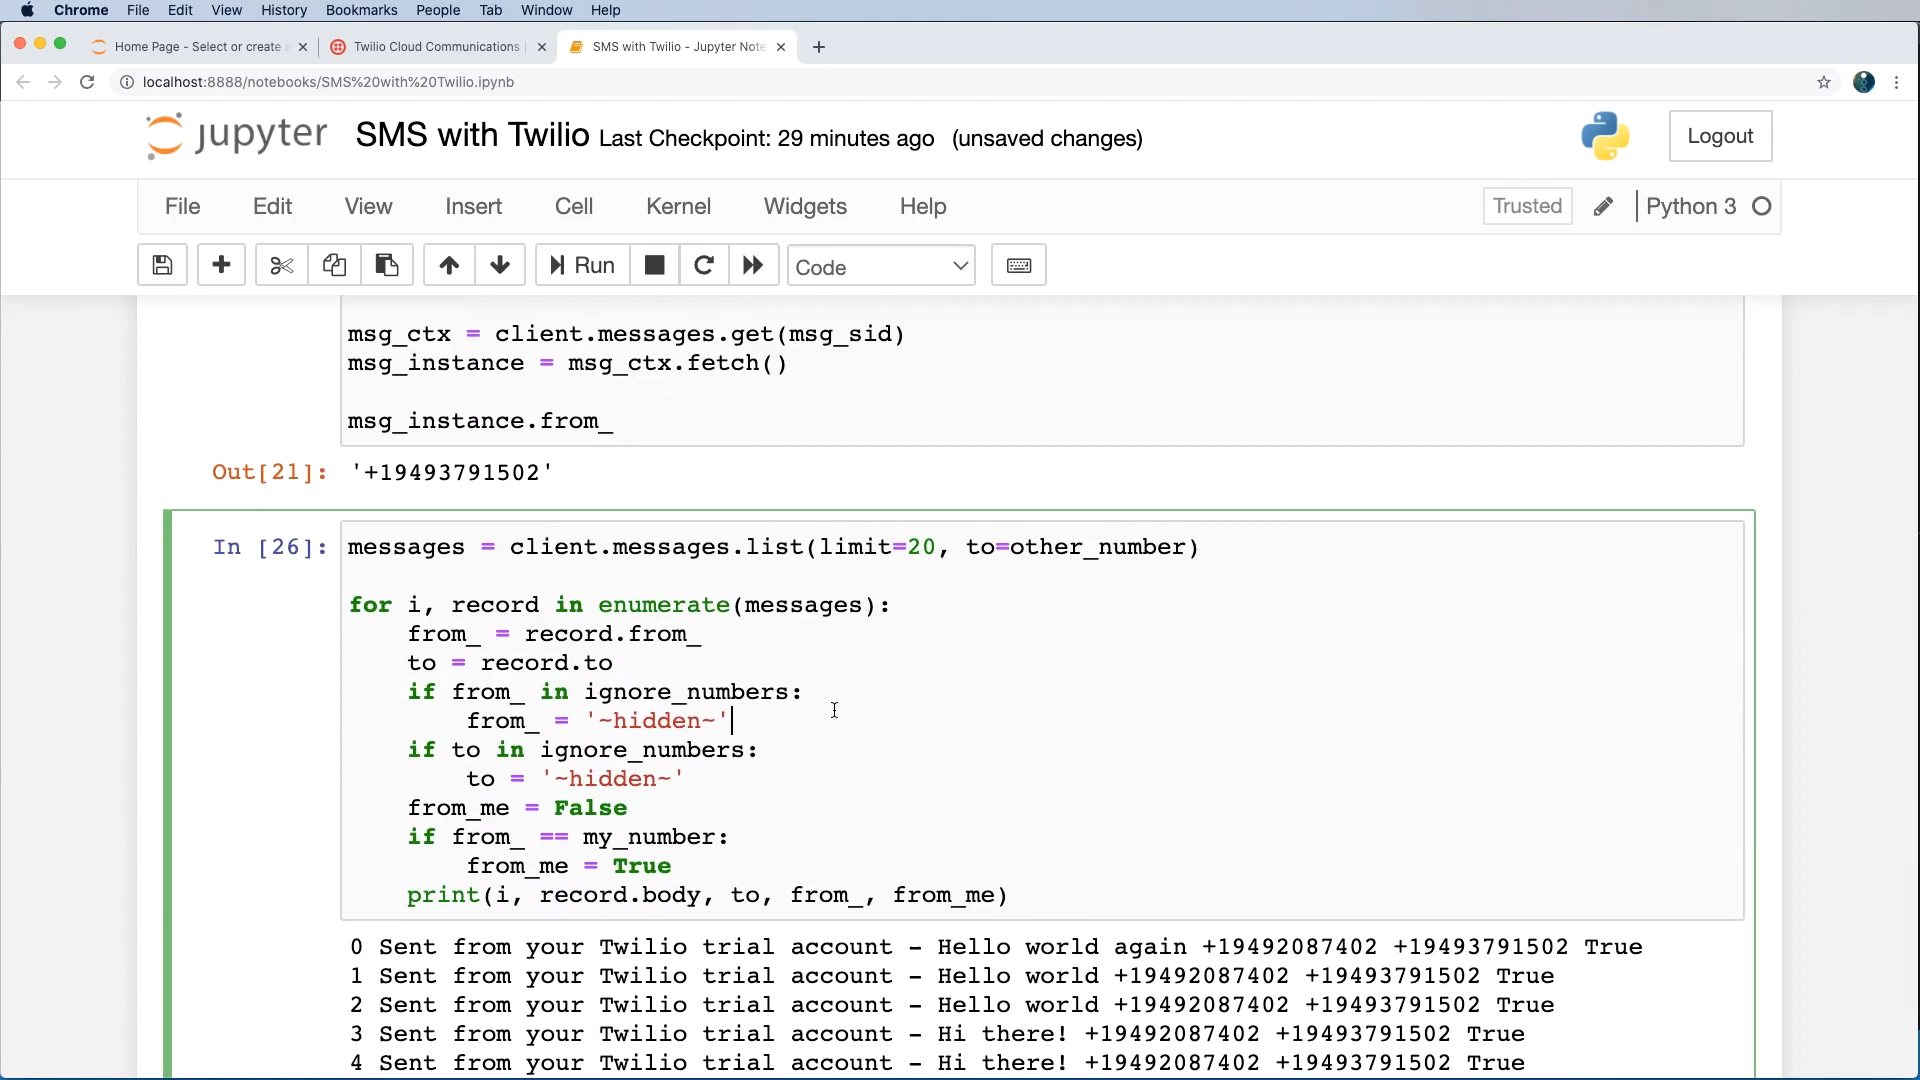 Chrome File Edit View History Bookmarks People Tab Window Help
Home Page - Select or create a
Twilio Cloud Communications
SMS with Twilio - Jupyter Note
localhost:8888/notebooks/SMS%20with%20Twilio.ipynb
jupyter SMS with Twilio Last Checkpoint: 29 minutes ago (unsaved changes)
Logout
File Edit View Insert Cell Kernel Widgets Help
Trusted
Python 3
Run
Code
msg_ctx = client.messages.get(msg_sid)
msg_instance = msg_ctx.fetch()
msg_instance.from_
Out[21]: '+19493791502'
In [26]: messages = client.messages.list(limit=20, to=other_number)
for i, record in enumerate(messages):
    from_ = record.from_
    to = record.to
    if from_ in ignore_numbers:
        from_ = '~hidden~'
    if to in ignore_numbers:
        to = '~hidden~'
    from_me = False
    if from_ == my_number:
        from_me = True
    print(i, record.body, to, from_, from_me)
0 Sent from your Twilio trial account - Hello world again +19492087402 +19493791502 True
1 Sent from your Twilio trial account - Hello world +19492087402 +19493791502 True
2 Sent from your Twilio trial account - Hello world +19492087402 +19493791502 True
3 Sent from your Twilio trial account - Hi there! +19492087402 +19493791502 True
4 Sent from your Twilio trial account - Hi there! +19492087402 +19493791502 True